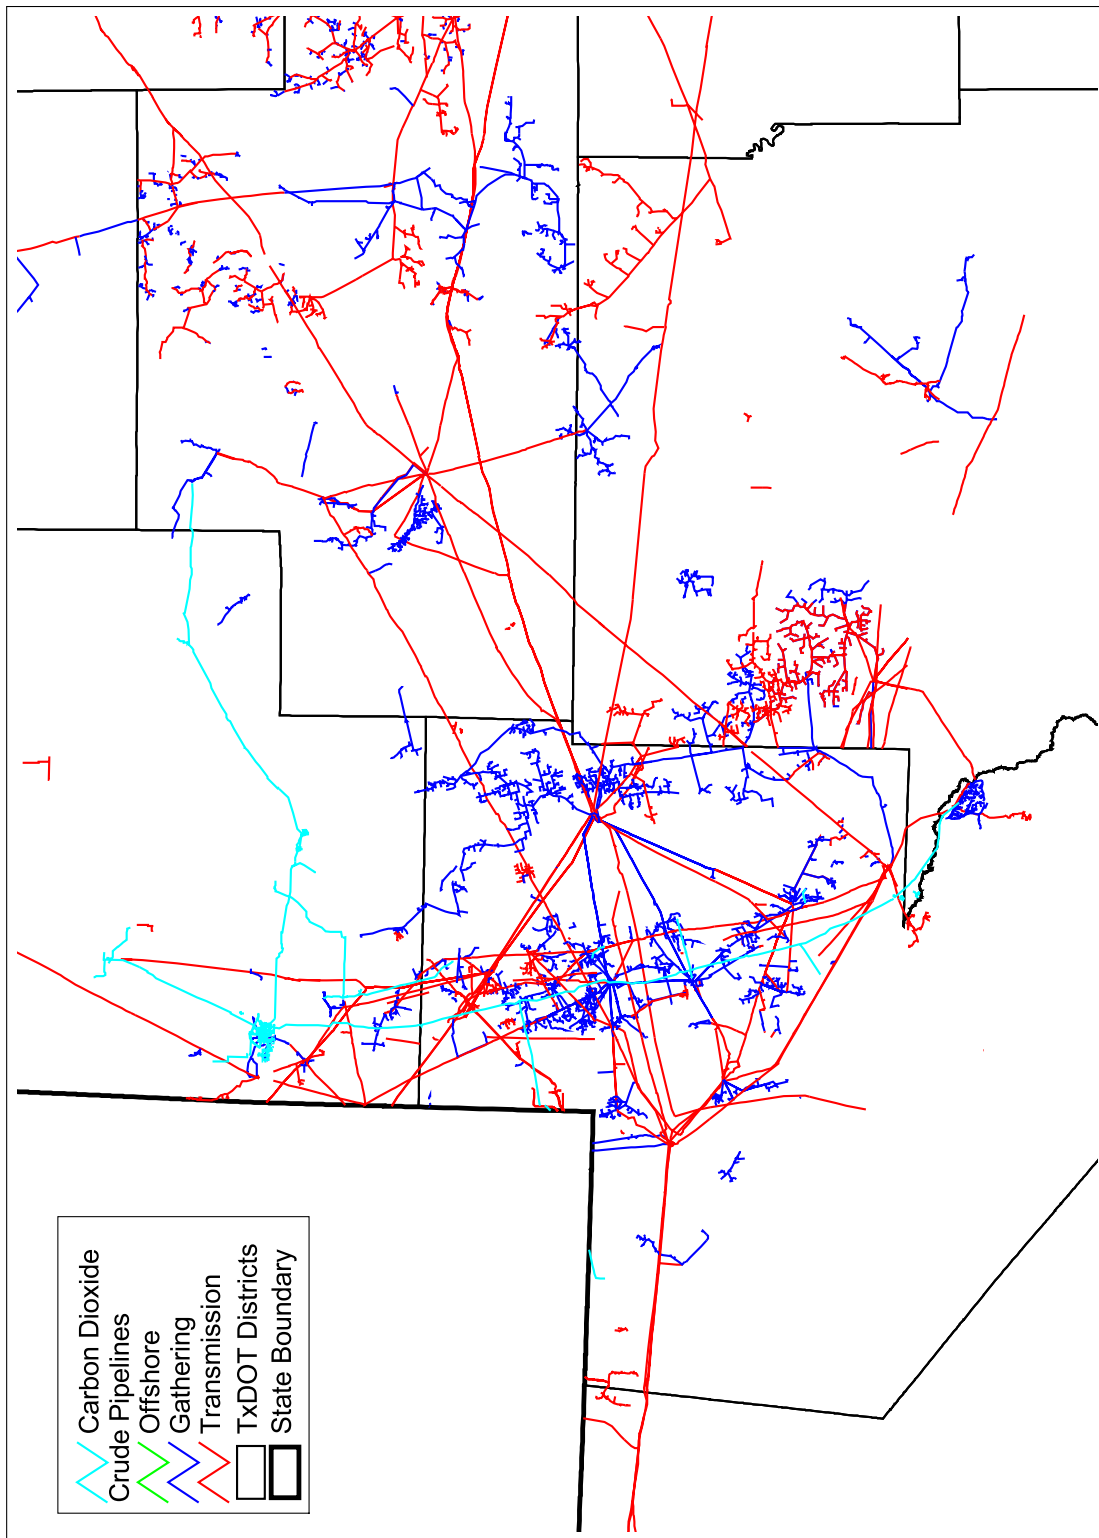 Carbon Dioxide
Crude Pipelines
Offshore
Gathering
Transmission
TxDOT Districts
State Boundary